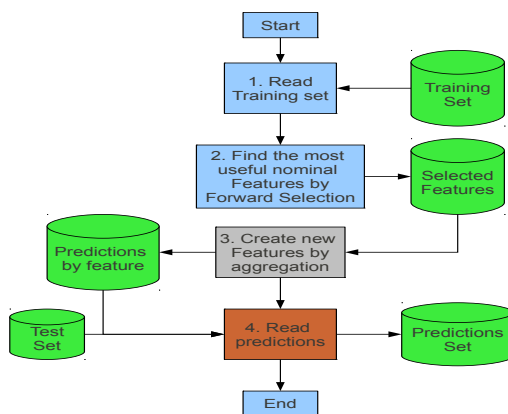 Start
1. Read
Training set
Training
Set
2. Find the most
useful nominal
Features by
Forward Selection
Selected
Features
3. Create new
Features by
aggregation
Predictions
by feature
Test
Set
4. Read
predictions
Predictions
Set
End